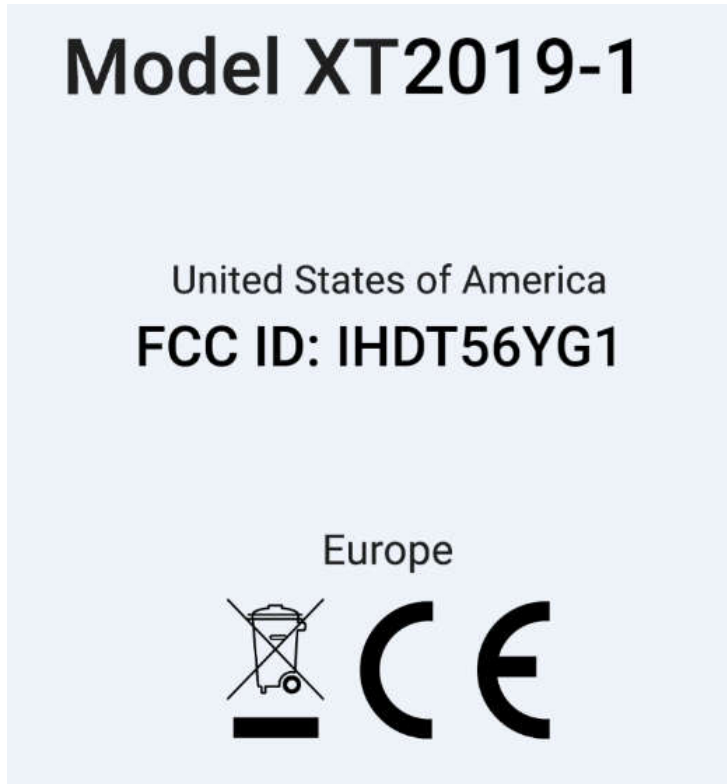 Model XT2019-1
United States of America
FCC ID: IHDT56YG1
Europe
CE